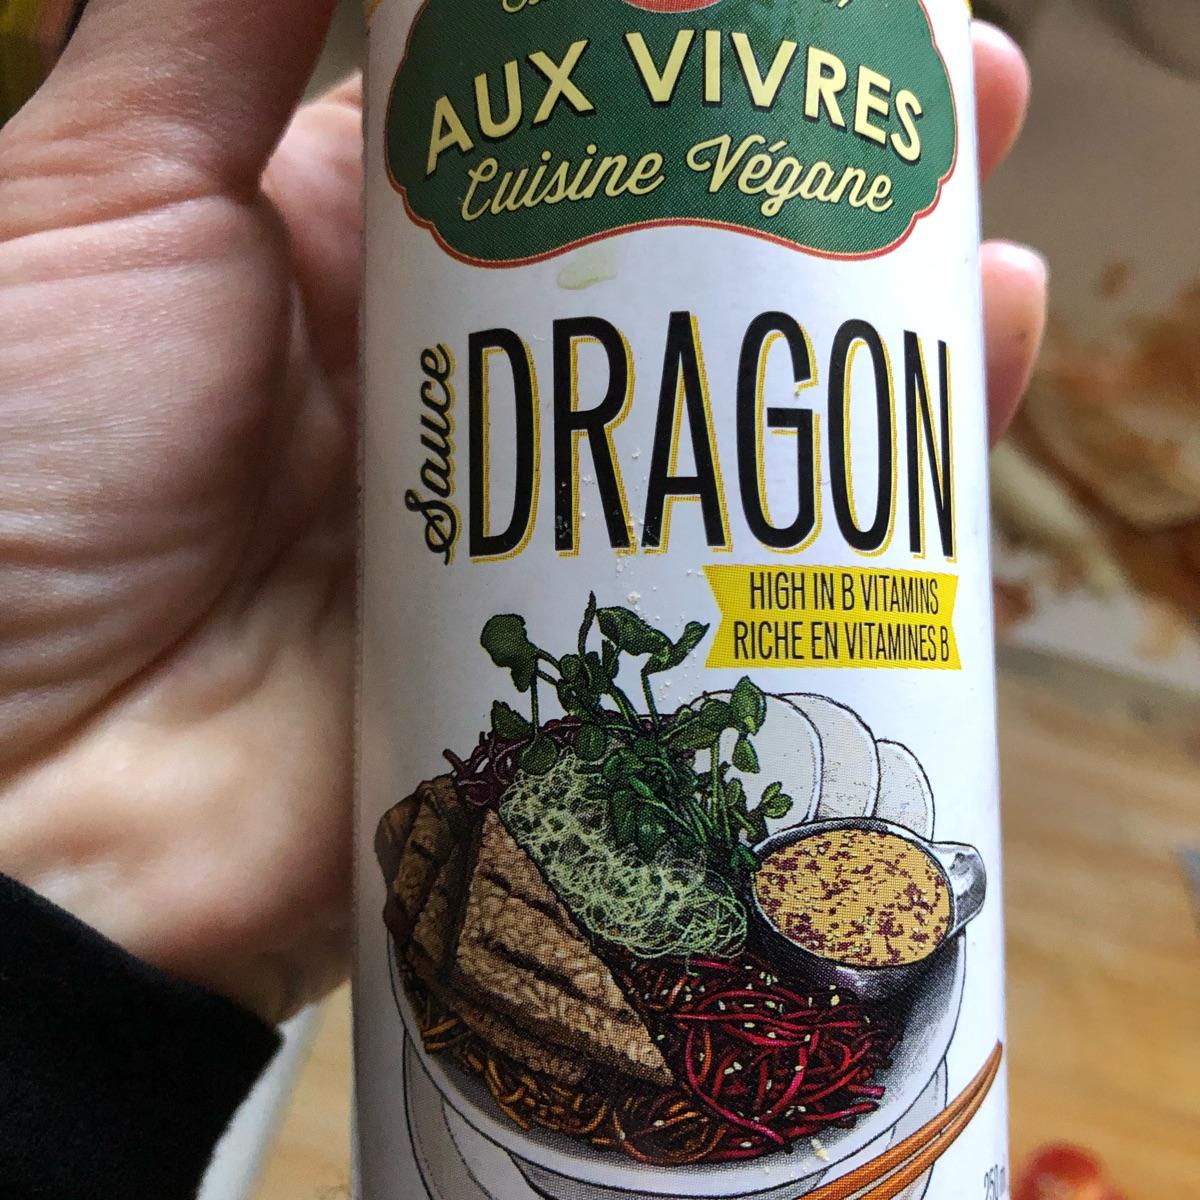 AUX VIVRES
Cuisine Végane
Sauce
DRAGON
HIGH IN B VITAMINS
RICHE EN VITAMINES B